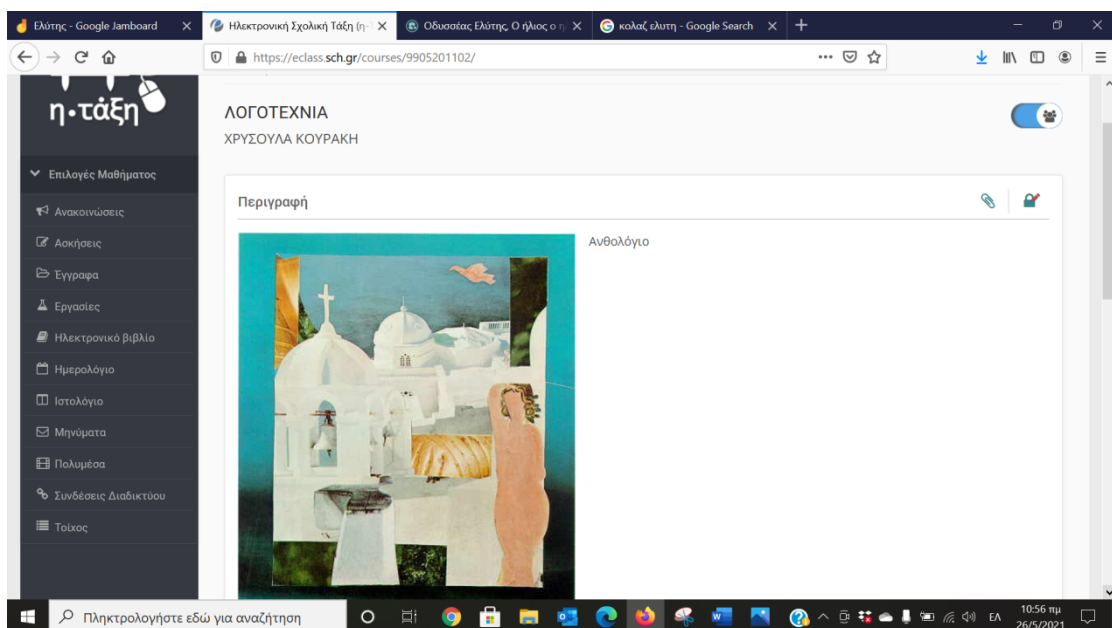 Ελύτης - Google Jamboard
Ηλεκτρονική Σχολική Τάξη (η-
Οδυσσέας Ελύτης, Ο ήλιος ο
κολαζ ελυτη - Google Search
https://eclass.sch.gr/courses/9905201102/
η·τάξη
ΛΟΓΟΤΕΧΝΙΑ
ΧΡΥΣΟΥΛΑ ΚΟΥΡΑΚΗ
Επιλογές Μαθήματος
Περιγραφή
Ανακοινώσεις
Ανθολόγιο
Ασκήσεις
Έγγραφα
Εργασίες
Ηλεκτρονικό βιβλίο
Ημερολόγιο
Ιστολόγιο
Μηνύματα
Πολυμέσα
Συνδέσεις Διαδικτύου
Τοίχος
Πληκτρολογήστε εδώ για αναζήτηση
ΕΛ
10:56 πμ
26/5/2021